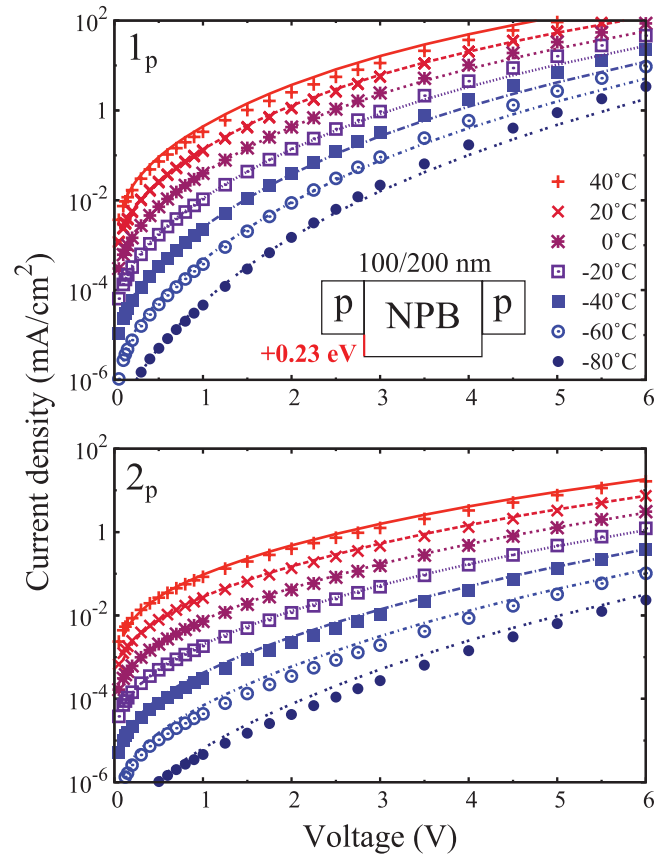 10^2
1_p
1
10^-2
10^-4
10^-6
40°C
20°C
0°C
-20°C
-40°C
-60°C
-80°C
100/200 nm
p NPB p
+0.23 eV
0 1 2 3 4 5 6
Current density (mA/cm^2)
10^2
2_p
1
10^-2
10^-4
10^-6
0 1 2 3 4 5 6
Voltage (V)